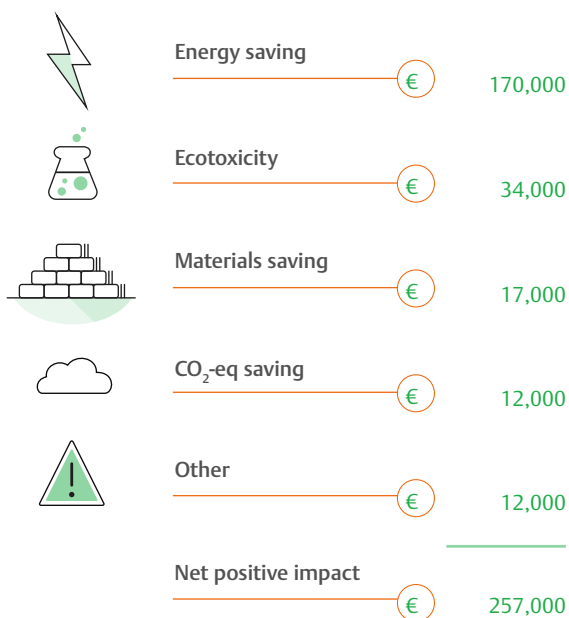 Energy saving
€ 170,000
Ecotoxicity
€ 34,000
Materials saving
€ 17,000
CO₂-eq saving
€ 12,000
Other
€ 12,000
Net positive impact
€ 257,000